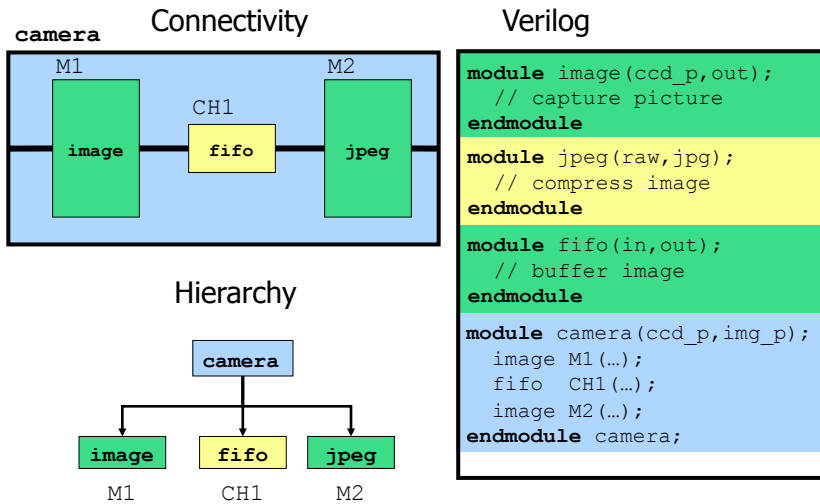 Connectivity
camera
M1
M2
CH1
image
fifo
jpeg
Hierarchy
camera
image
fifo
jpeg
M1
CH1
M2
Verilog
module image(ccd_p,out);
// capture picture
endmodule
module jpeg(raw,jpg);
// compress image
endmodule
module fifo(in,out);
// buffer image
endmodule
module camera(ccd_p,img_p);
image M1(…);
fifo CH1(…);
image M2(…);
endmodule camera;